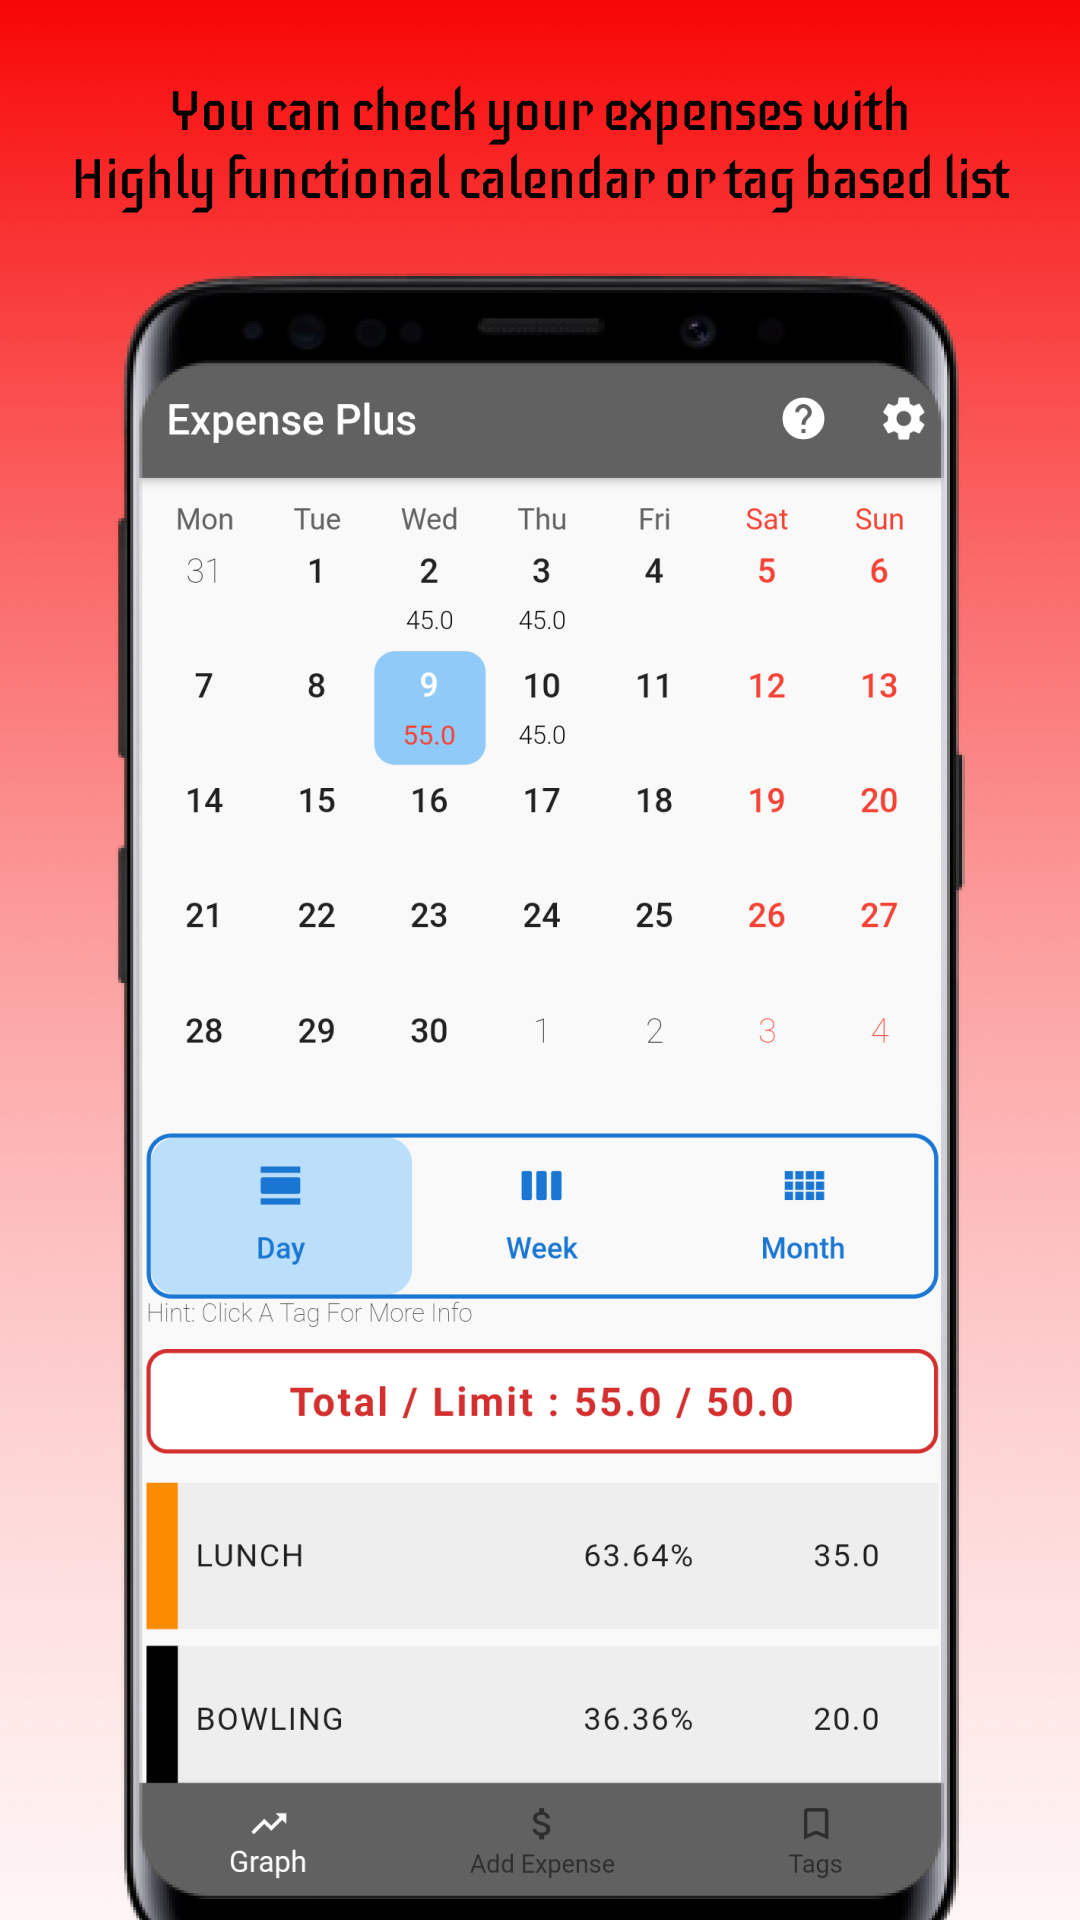 You can check your expenses with
Highly functional calendar or tag based list
Expense Plus
Mon Tue Wed Thu Fri Sat Sun
31 1 2 3 4 5 6
45.0 45.0
7 8 9 10 11 12 13
55.0 45.0
14 15 16 17 18 19 20
21 22 23 24 25 26 27
28 29 30 1 2 3 4
Day Week Month
Hint: Click A Tag For More Info
Total / Limit : 55.0 / 50.0
LUNCH 63.64% 35.0
BOWLING 36.36% 20.0
Graph Add Expense Tags